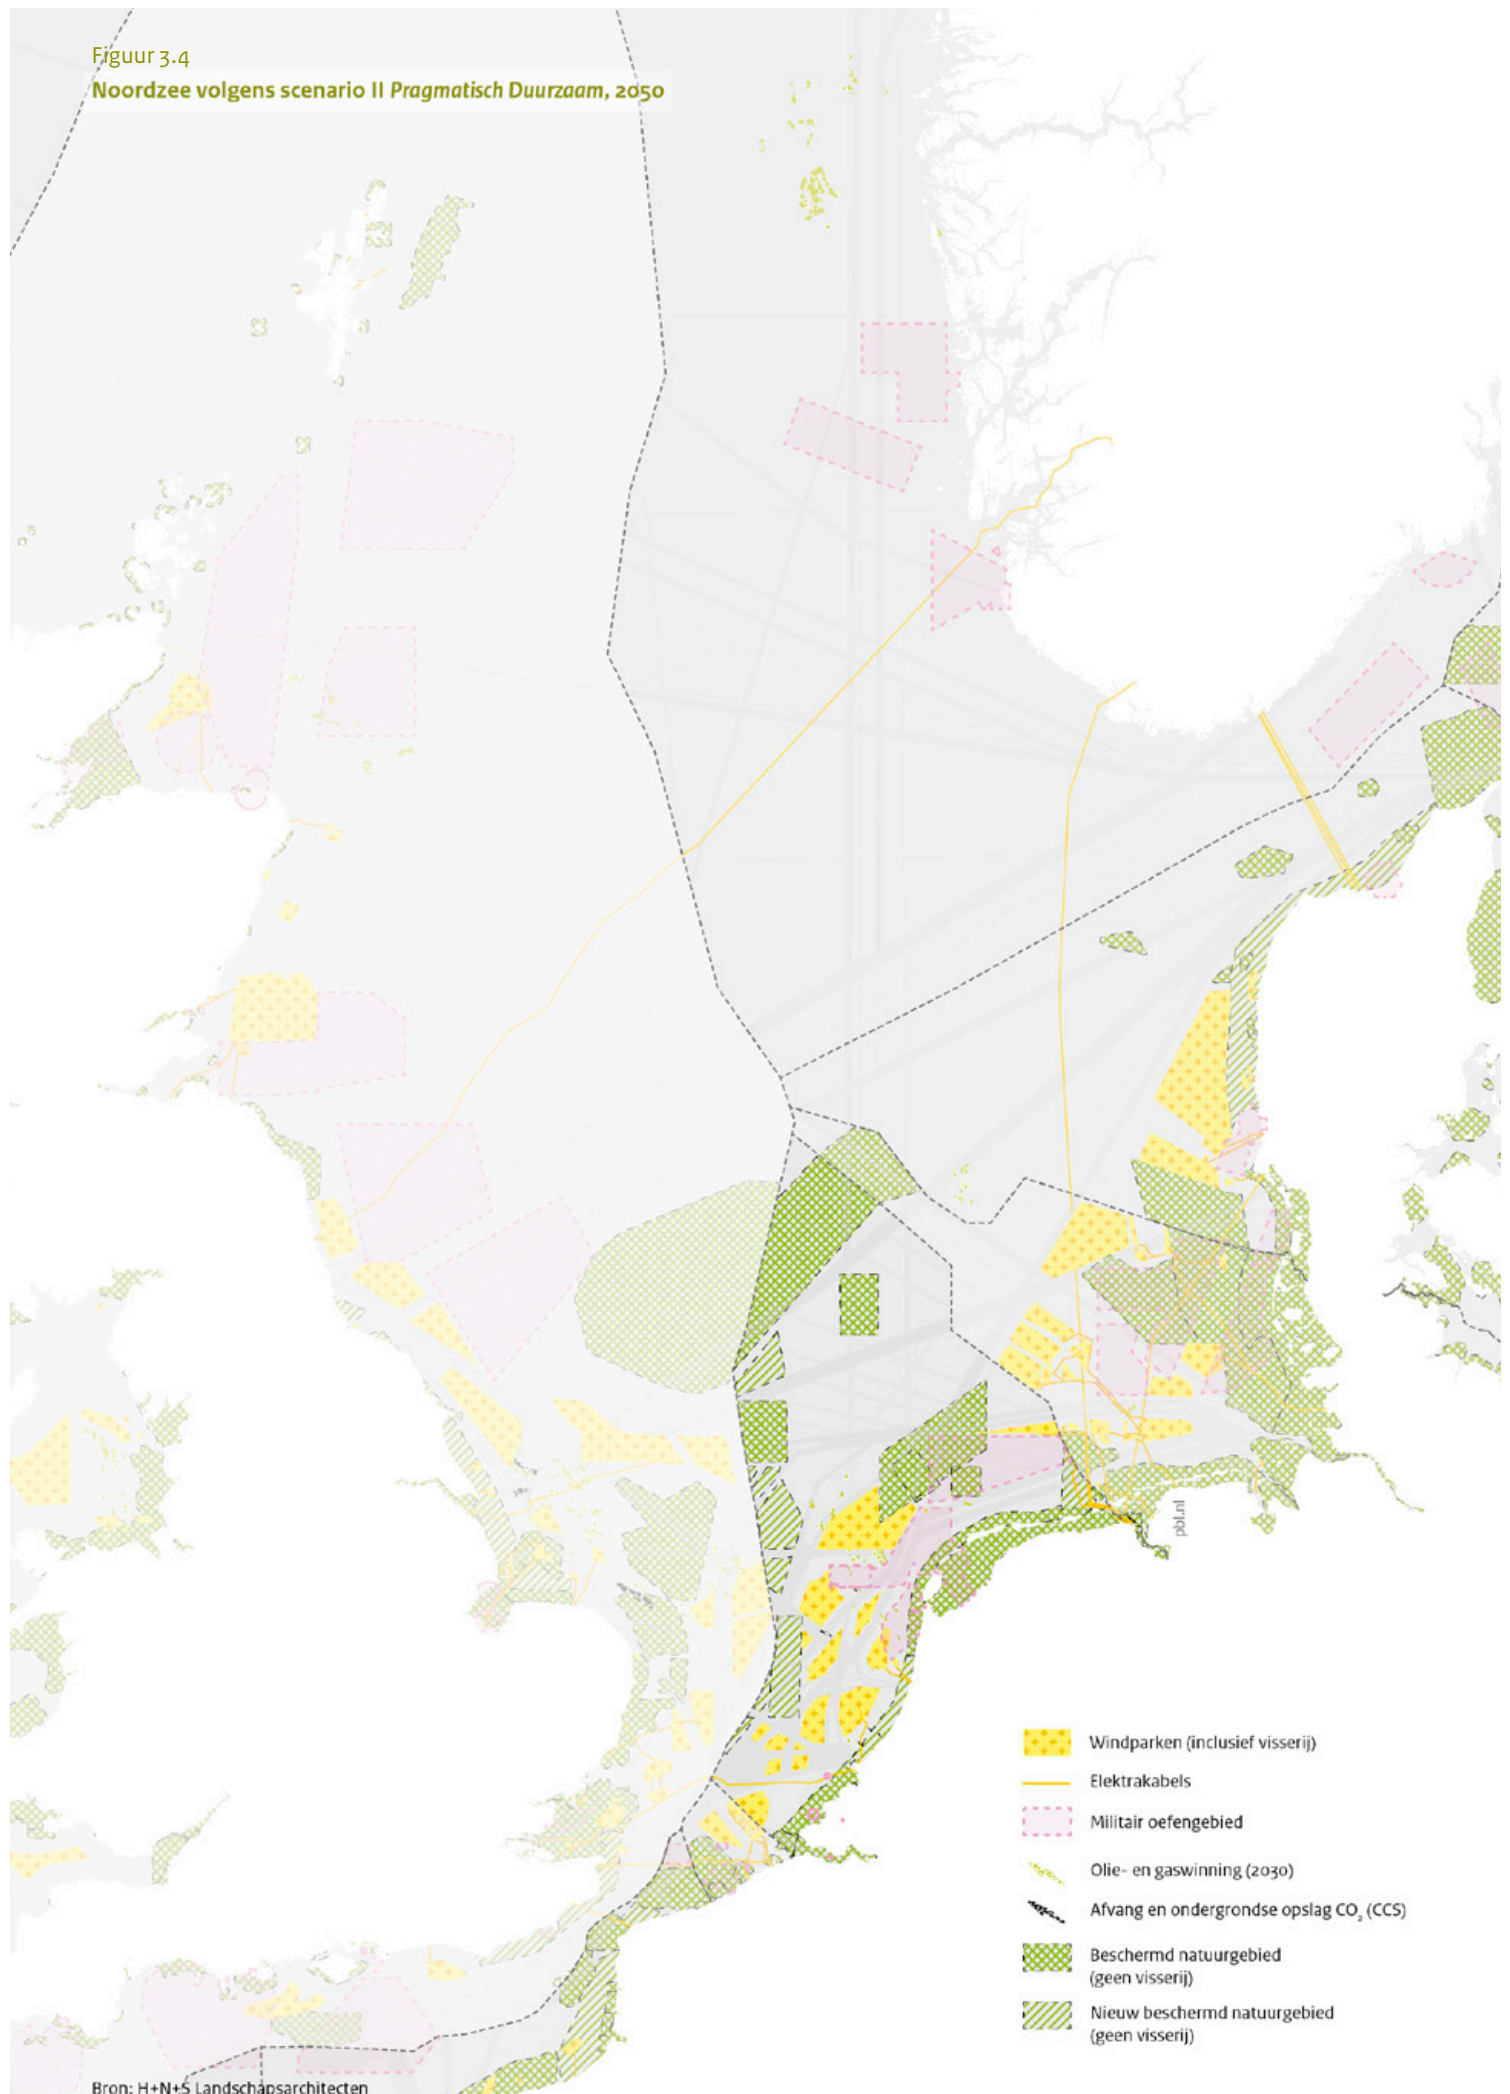 Figuur 3.4
Noordzee volgens scenario II Pragmatisch Duurzaam, 2050
pbl.nl
Windparken (inclusief visserij)
Elektrakabels
Militair oefengebied
Olie- en gaswinning (2030)
Afvang en ondergrondse opslag CO₂ (CCS)
Beschermd natuurgebied
(geen visserij)
Nieuw beschermd natuurgebied
(geen visserij)
Bron: H+N+S Landschapsarchitecten